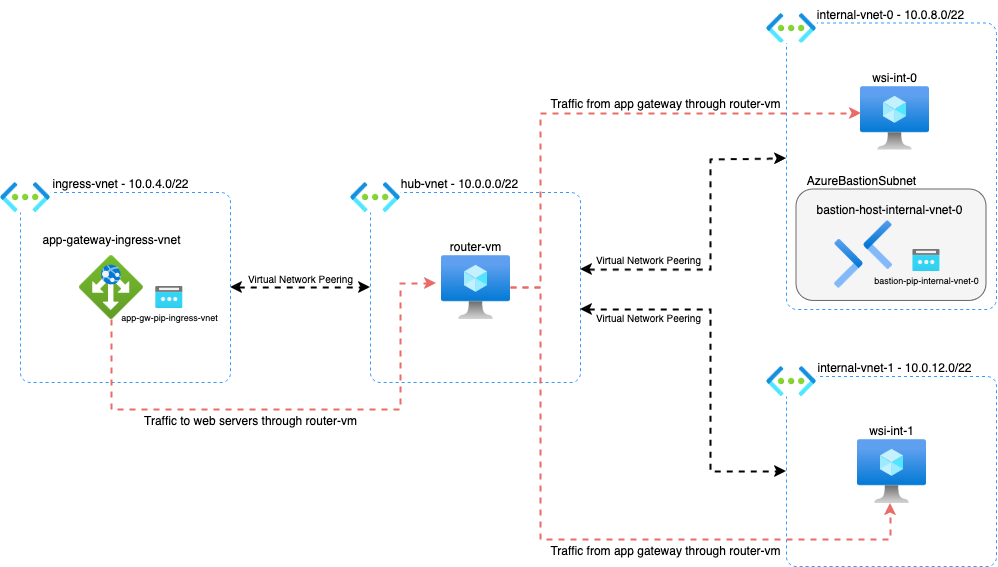 internal-vnet-0 - 10.0.8.0/22
wsi-int-0
Traffic from app gateway through router-vm
ingress-vnet - 10.0.4.0/22
hub-vnet - 10.0.0.0/22
AzureBastionSubnet
bastion-host-internal-vnet-0
app-gateway-ingress-vnet
router-vm
Virtual Network Peering
bastion-pip-internal-vnet-0
Virtual Network Peering
app-gw-pip-ingress-vnet
Virtual Network Peering
internal-vnet-1 - 10.0.12.0/22
Traffic to web servers through router-vm
wsi-int-1
Traffic from app gateway through router-vm